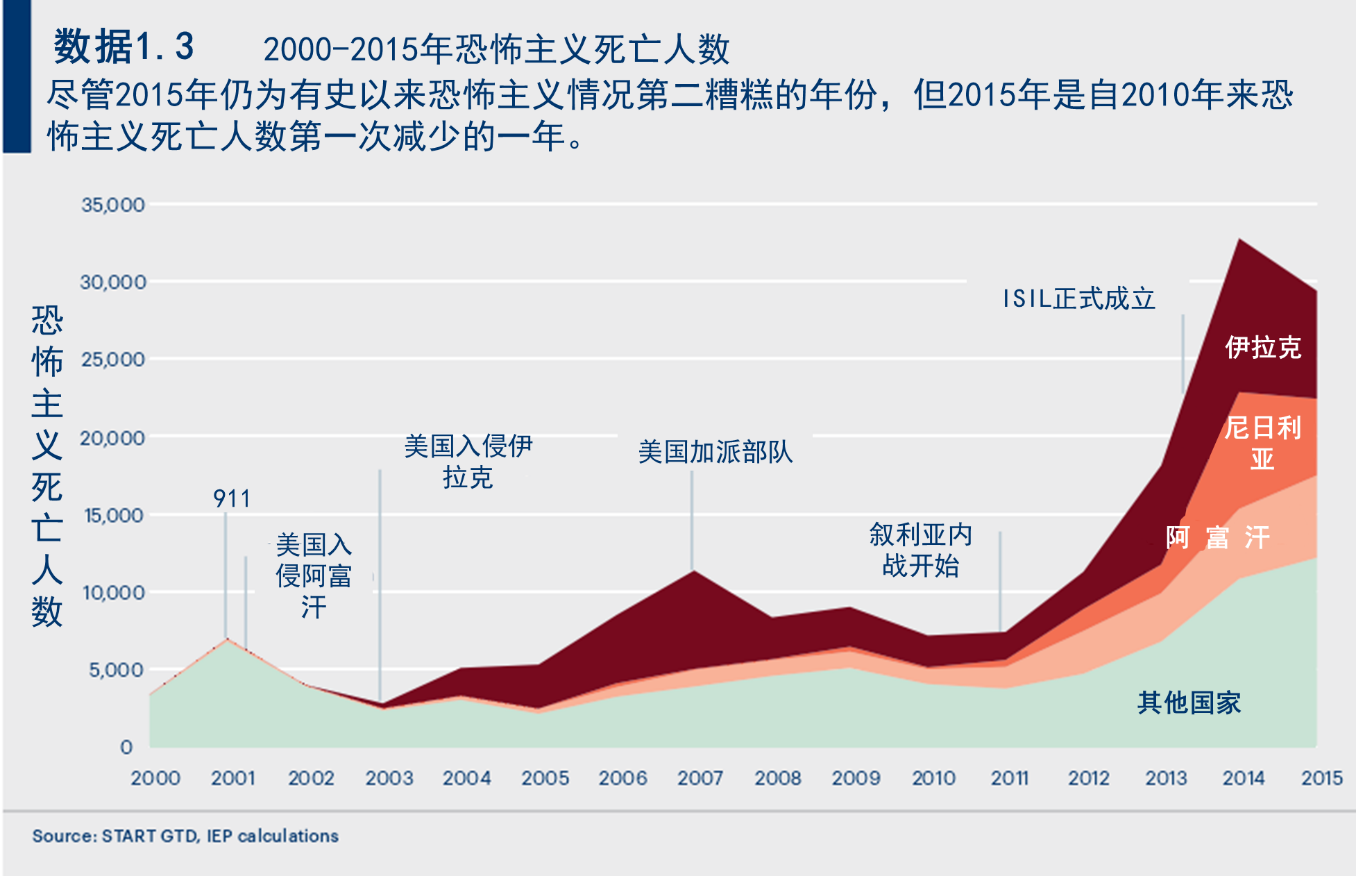 数据1.3 2000-2015年恐怖主义死亡人数
尽管2015年仍为有史以来恐怖主义情况第二糟糕的年份，但2015年是自2010年来恐
怖主义死亡人数第一次减少的一年。
恐怖主义死亡人数
35,000
30,000
25,000
20,000
15,000
10,000
5,000
0
911
美国入
侵阿富
汗
美国入侵伊
拉克
美国加派部队
叙利亚内
战开始
ISIL正式成立
伊拉克
尼日利
亚
阿富汗
其他国家
2000 2001 2002 2003 2004 2005 2006 2007 2008 2009 2010 2011 2012 2013 2014 2015
Source: START GTD, IEP calculations